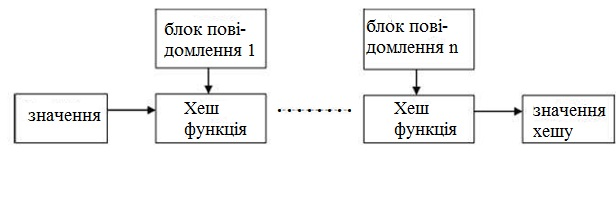 блок пові-
домлення 1
блок пові-
домлення n
значення
Хеш
функція
Хеш
функція
значення
хешу